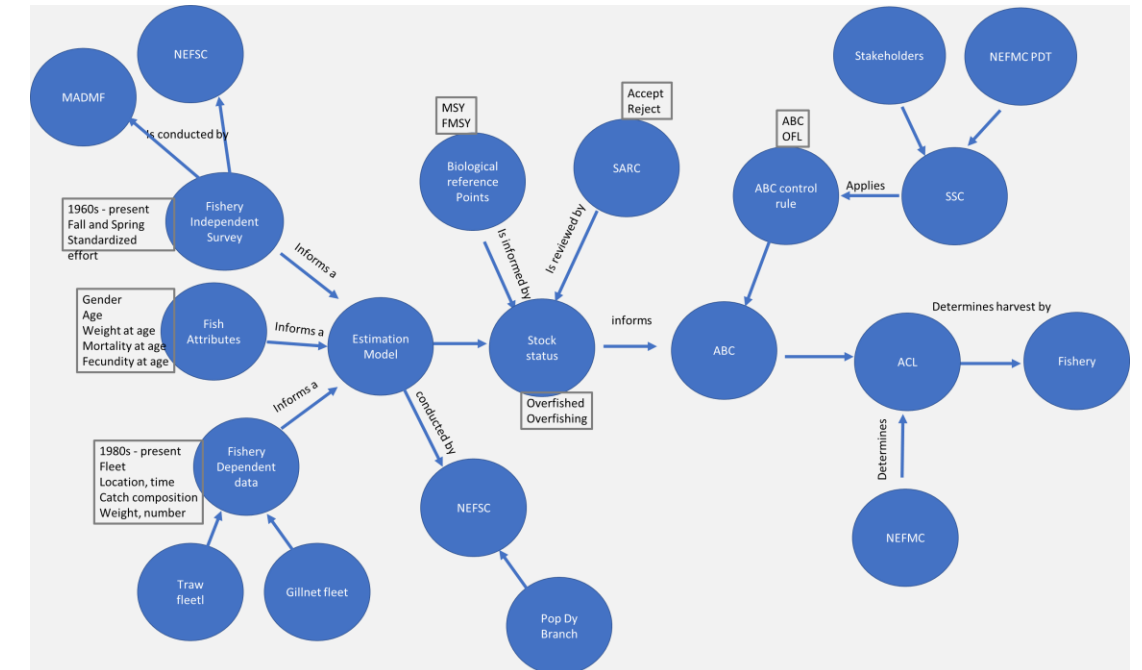 NEFSC
MADMF
Is conducted by
1960s - present
Fall and Spring
Standardized
effort
Fishery
Independent
Survey
Informs a
Gender
Age
Weight at age
Mortality at age
Fecundity at age
Fish
Attributes
Informs a
Informs a
1980s - present
Fleet
Location, time
Catch composition
Weight, number
Fishery
Dependent
data
Traw
fleetl
Gillnet fleet
Estimation
Model
conducted by
NEFSC
Pop Dy
Branch
MSY
FMSY
Biological
reference
Points
Is informed by
Accept
Reject
SARC
Is reviewed by
Stock
status
Overfished
Overfishing
informs
Stakeholders
NEFMC PDT
SSC
Applies
ABC
OFL
ABC control
rule
ABC
ACL
Determines harvest by
Fishery
Determines
NEFMC